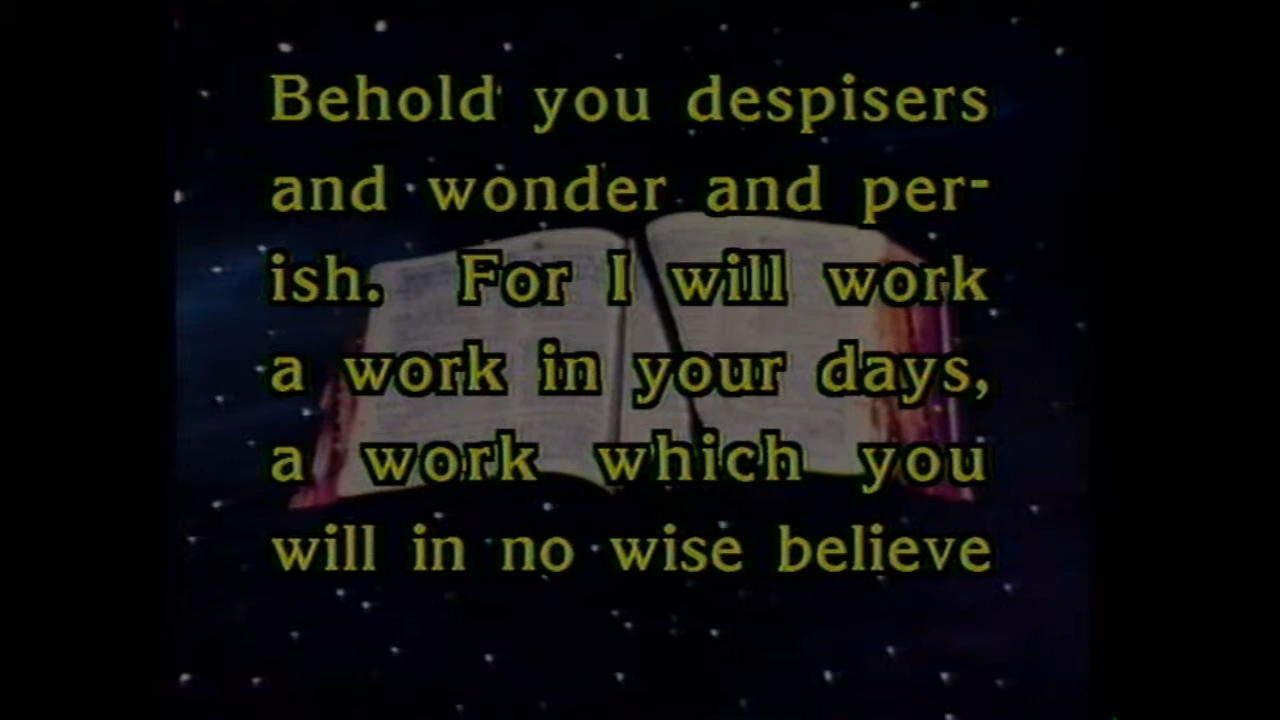 Behold you despisers
and wonder and per-
ish. For I will work
a work in your days,
a work which you
will in no wise believe